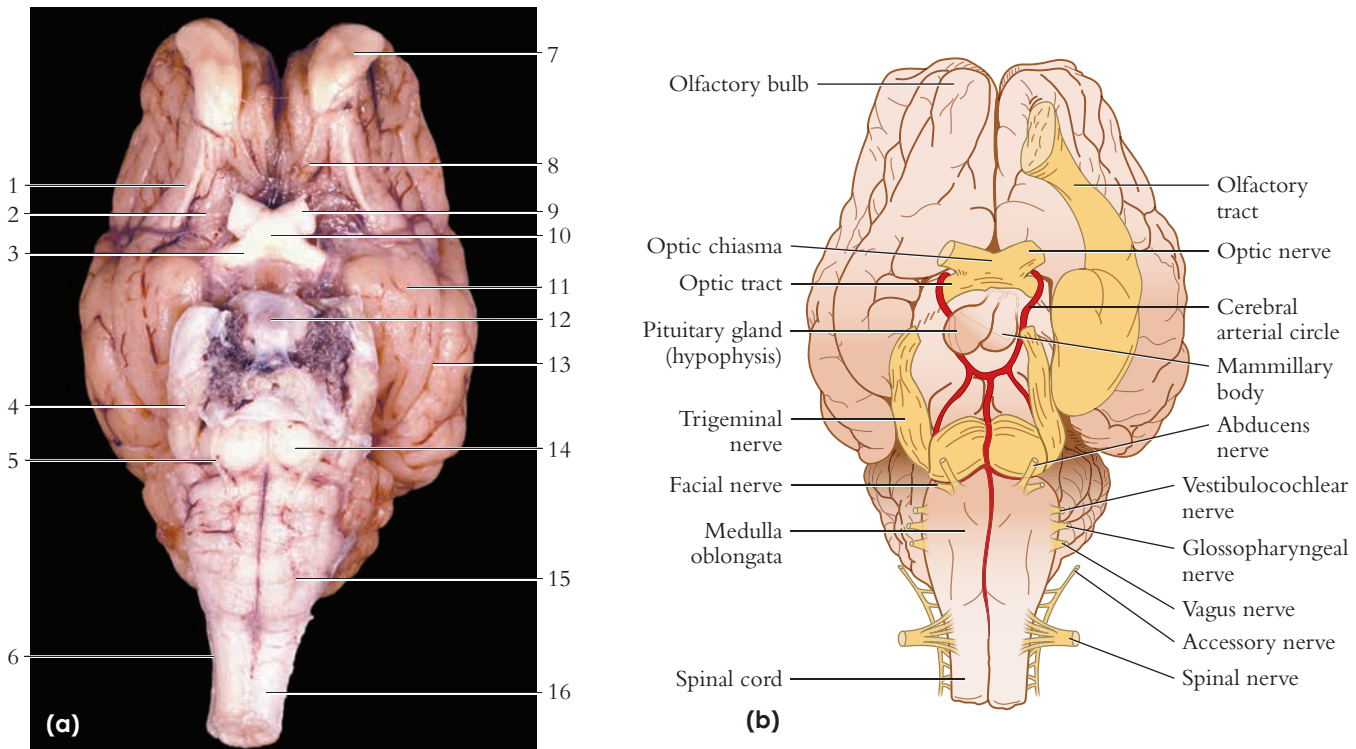 1
2
3
4
5
6
7
8
9
10
11
12
13
14
15
16
(a)
Olfactory bulb
Optic chiasma
Optic tract
Pituitary gland
(hypophysis)
Trigeminal
nerve
Facial nerve
Medulla
oblongata
Spinal cord
Olfactory
tract
Optic nerve
Cerebral
arterial circle
Mammillary
body
Abducens
nerve
Vestibulocochlear
nerve
Glossopharyngeal
nerve
Vagus nerve
Accessory nerve
Spinal nerve
(b)